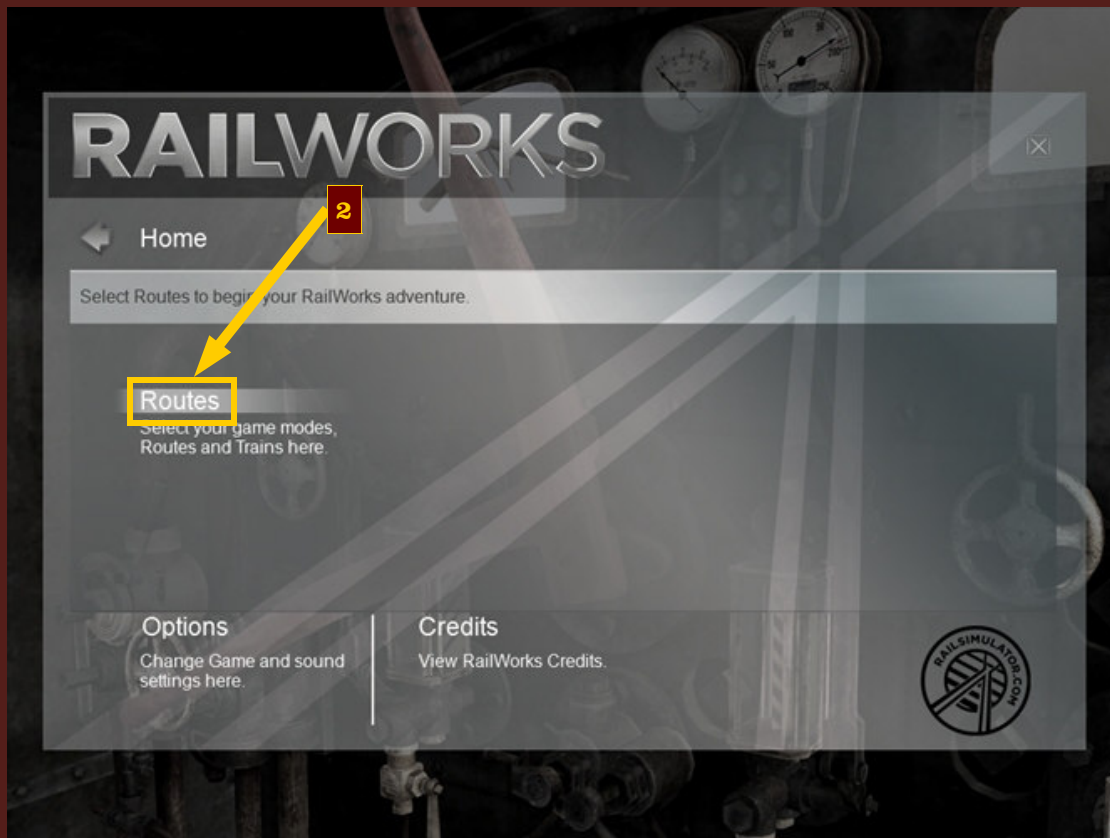 RAILWORKS
2
Home
Select Routes to begin your RailWorks adventure.
Routes
Select your game modes,
Routes and Trains here.
Options
Change Game and sound
settings here.
Credits
View RailWorks Credits.
RAILSIMULATOR.COM